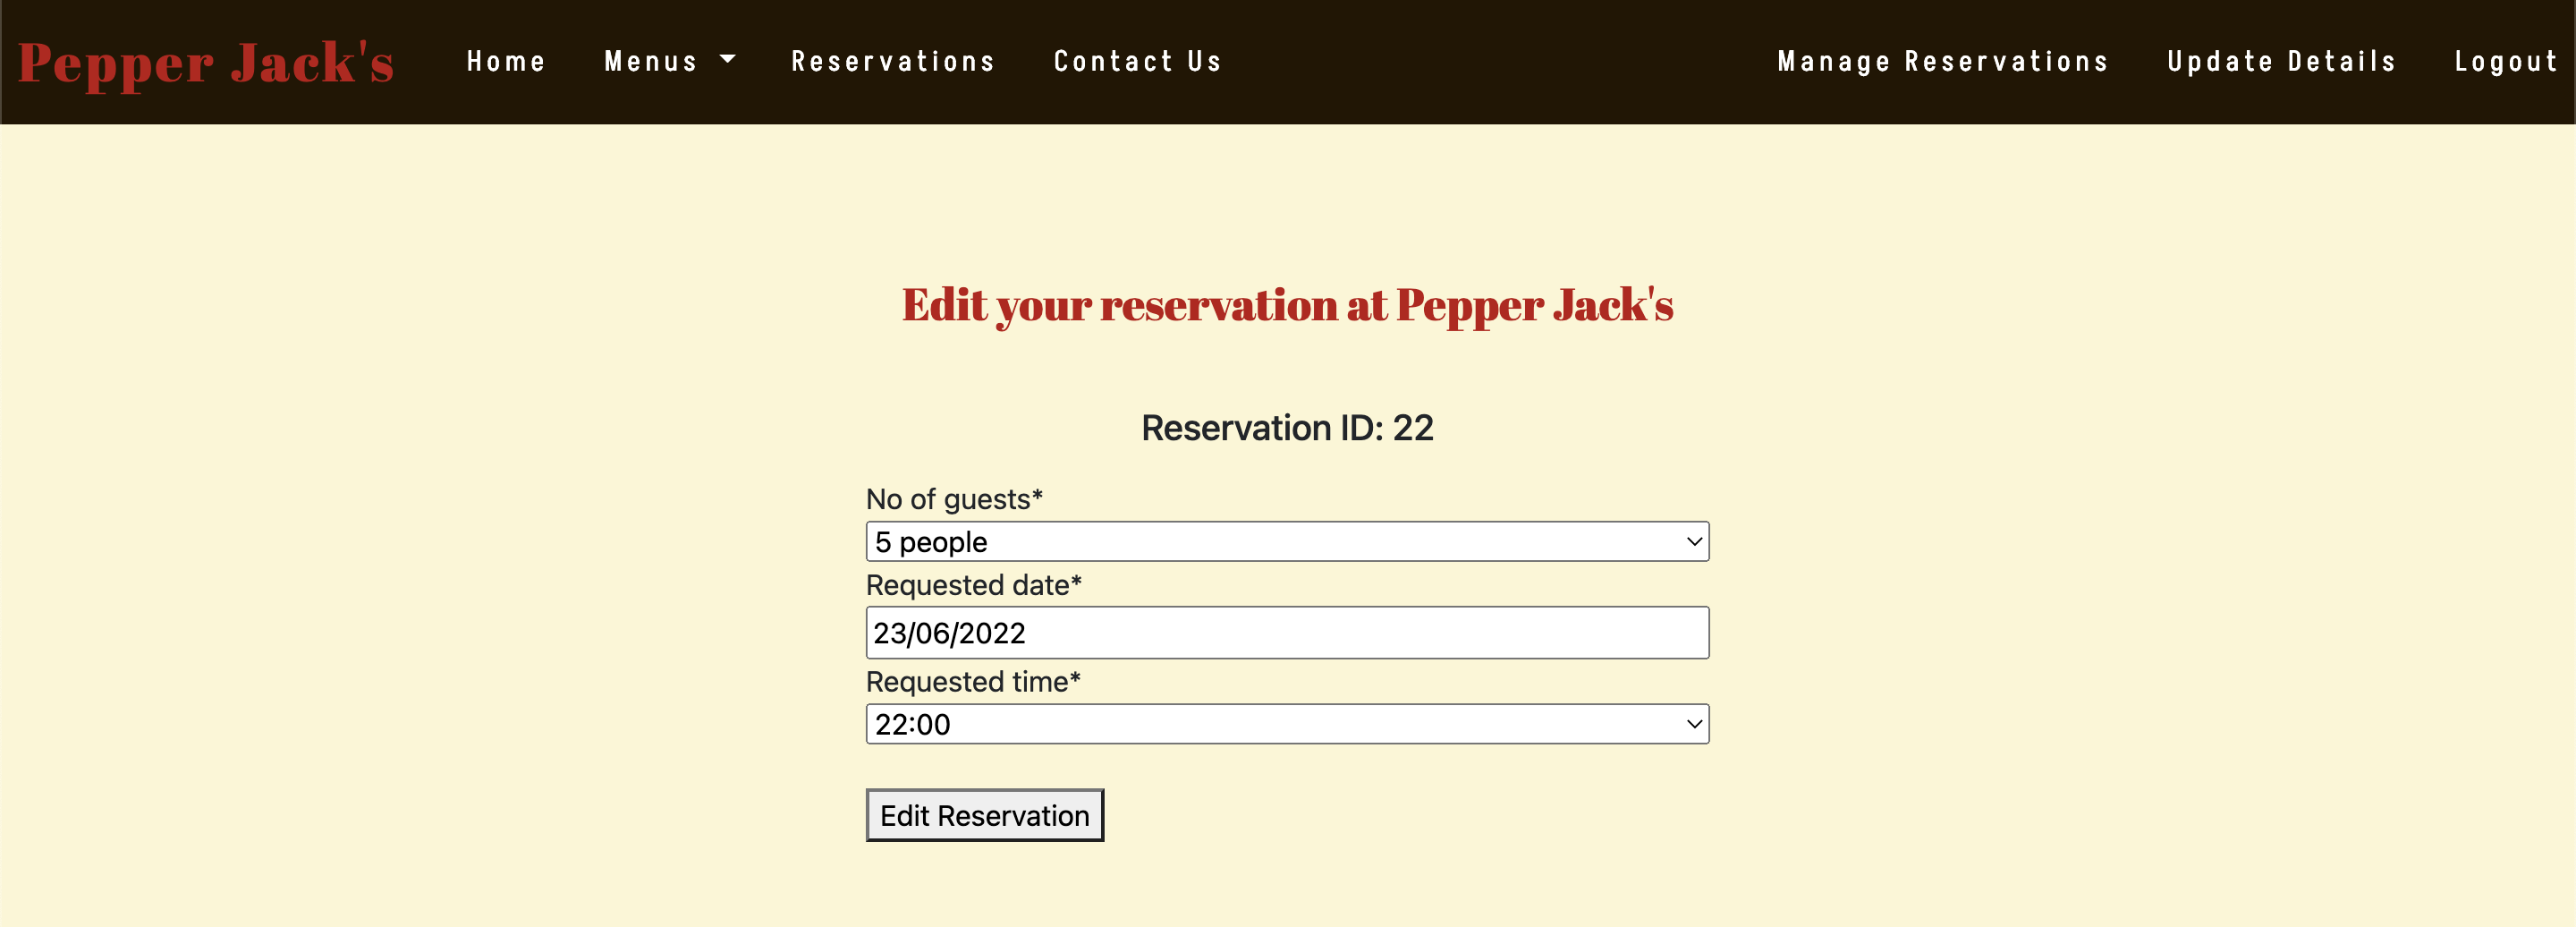 Pepper Jack's Home Menus Reservations Contact Us Manage Reservations Update Details Logout
Edit your reservation at Pepper Jack's
Reservation ID: 22
No of guests*
5 people
Requested date*
23/06/2022
Requested time*
22:00
Edit Reservation